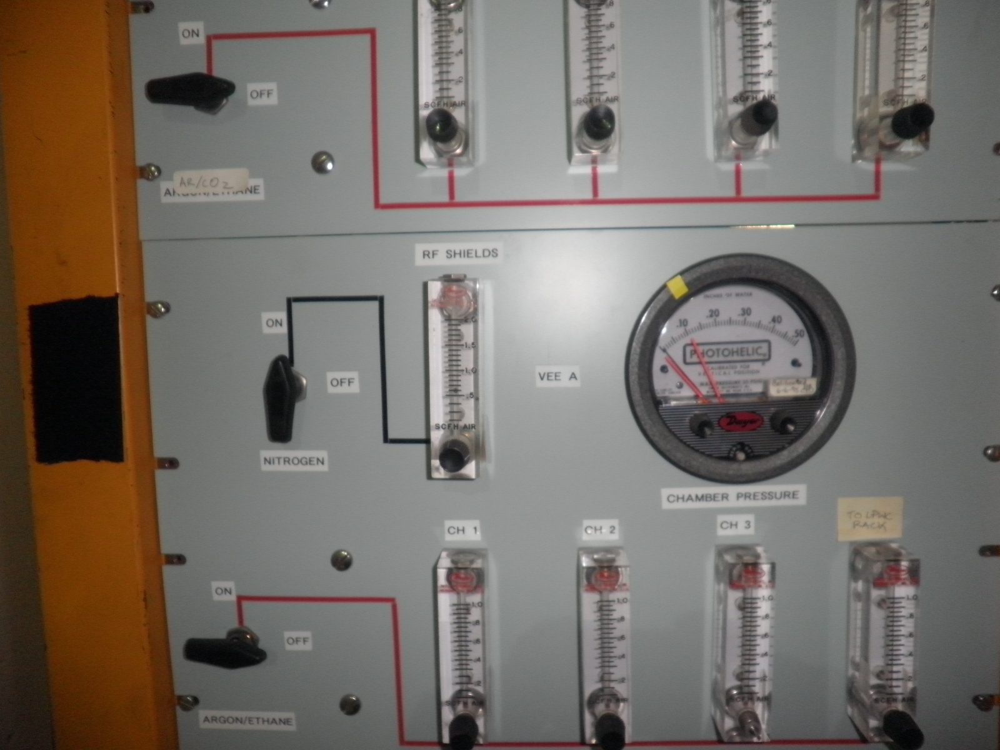 ON
OFF
.8
.6
.4
.2
SCFH AIR
.8
.6
.4
.2
SCFH AIR
.8
.6
.4
.2
SCFH AIR
.8
.6
.4
.2
SCFH AIR
AR/CO2
ARGON/ETHANE
RF SHIELDS
ON
OFF
NITROGEN
2.0
1.5
1.0
.5
SCFH AIR
VEE A
INCHES OF WATER
0 .10 .20 .30 .40 .50
PHOTOHELIC
CALIBRATED FOR
VERTICAL POSITION
Dwyer
CHAMBER PRESSURE
CH 1
CH 2
CH 3
TO LPWC
RACK
ON
OFF
ARGON/ETHANE
1.0
.8
.6
.4
.2
SCFH AIR
1.0
.8
.6
.4
.2
SCFH AIR
1.0
.8
.6
.4
.2
SCFH AIR
1.0
.8
.6
.4
.2
SCFH AIR